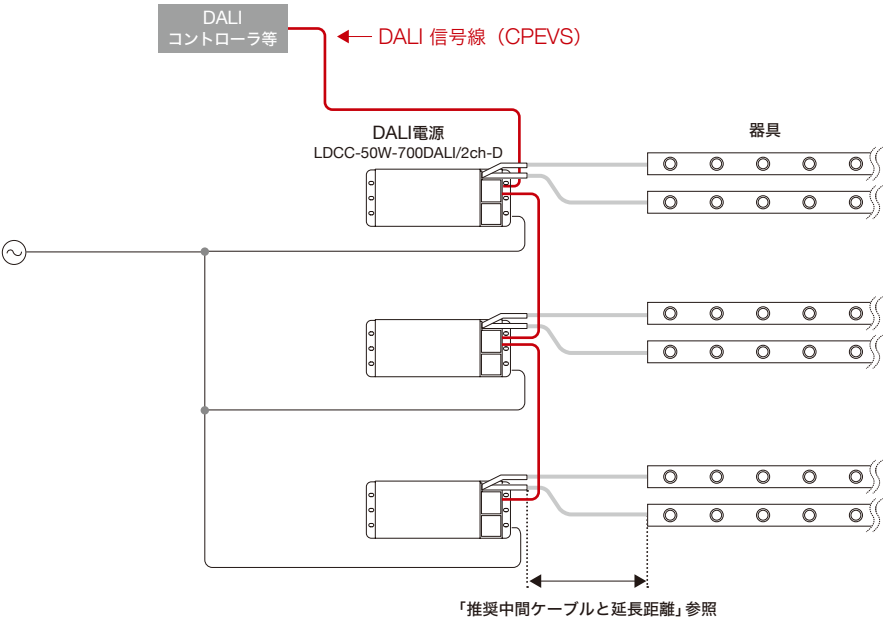 DALI
コントローラ等
DALI 信号線（CPEVS）
DALI電源
LDCC-50W-700DALI/2ch-D
器具
「推奨中間ケーブルと延長距離」参照